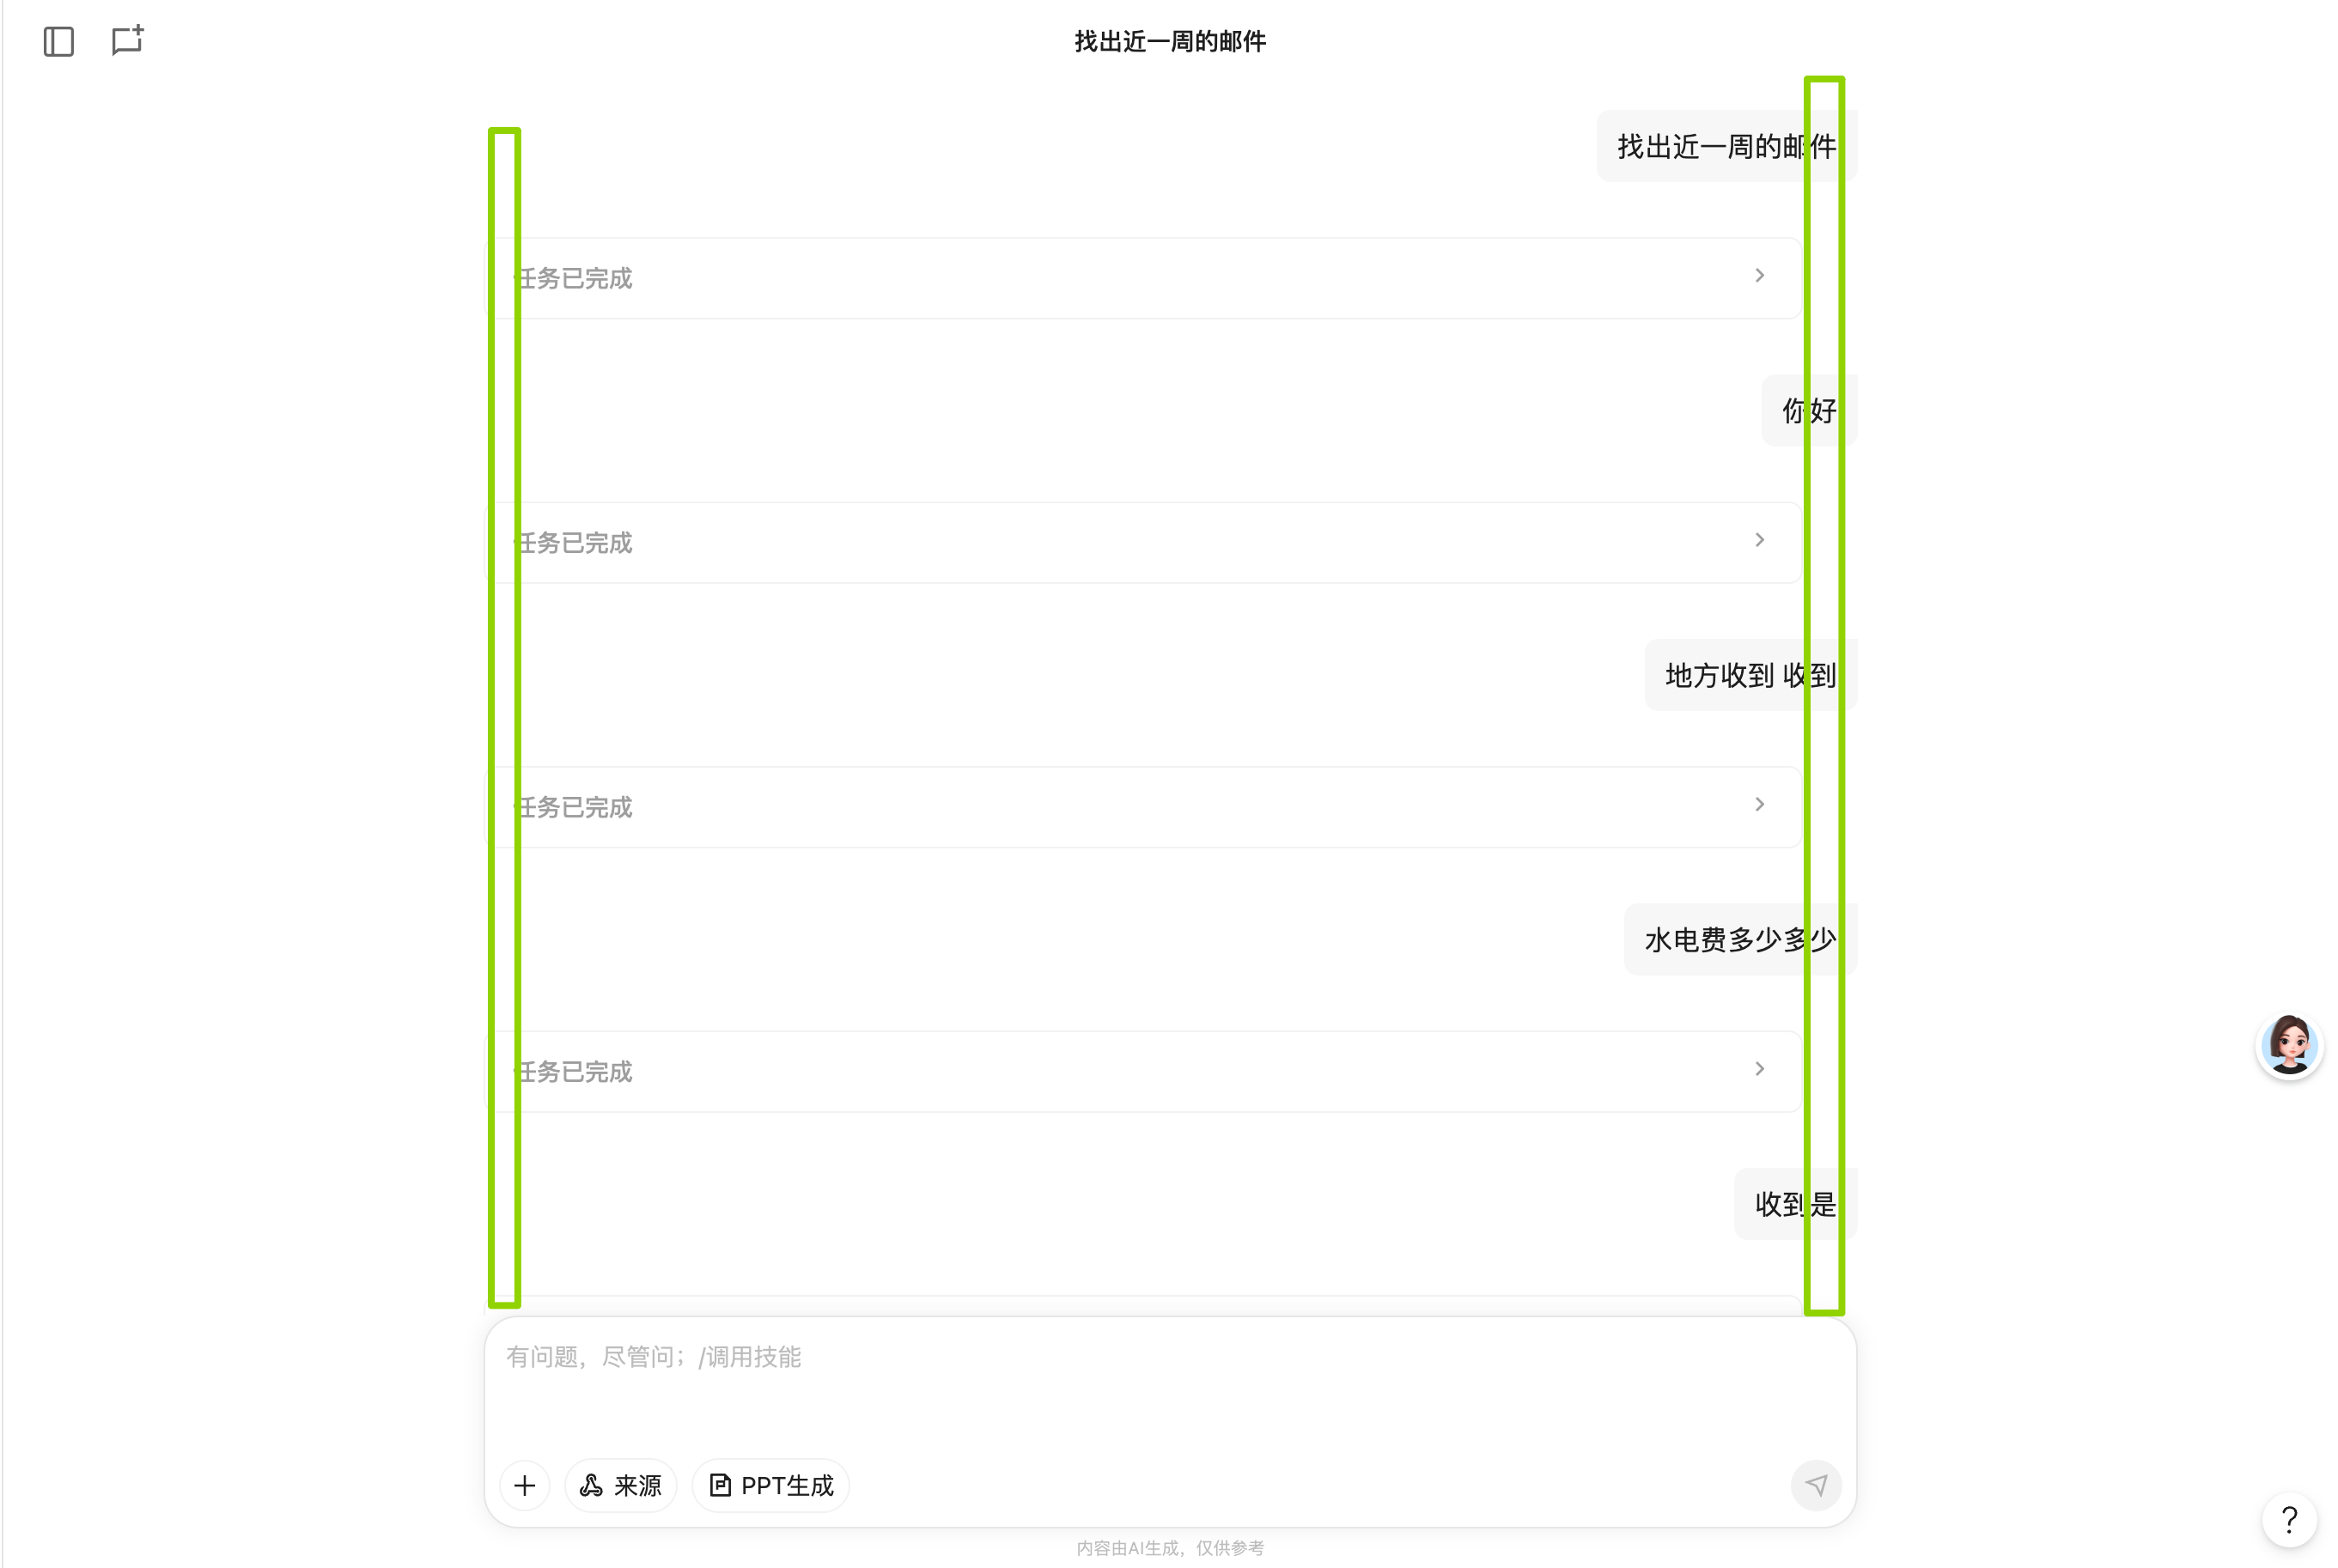 找出近一周的邮件
找出近一周的邮件
任务已完成
你好
任务已完成
地方收到 收到
任务已完成
水电费多少多少
任务已完成
收到是
有问题，尽管问；/调用技能
来源
PPT生成
?
内容由AI生成，仅供参考